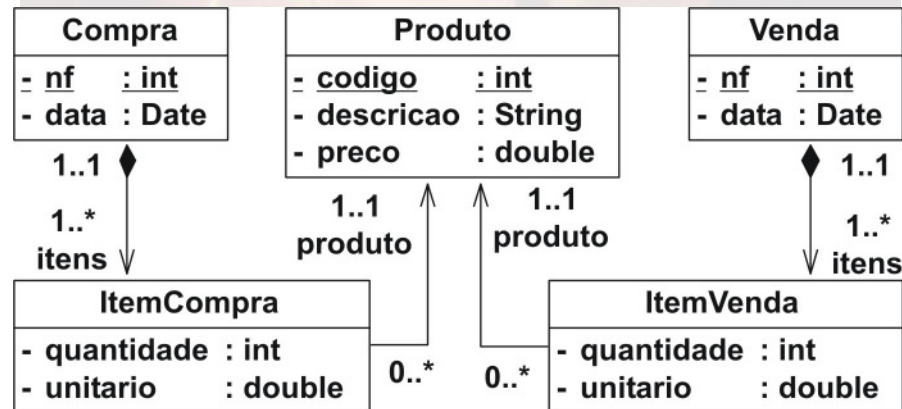 Compra
- nf : int
- data : Date
Produto
- codigo : int
- descricao : String
- preco : double
Venda
- nf : int
- data : Date
1..1
1..*
itens
1..1
produto
1..1
produto
1..1
1..*
itens
ItemCompra
- quantidade : int
- unitario : double
0..*
0..*
ItemVenda
- quantidade : int
- unitario : double